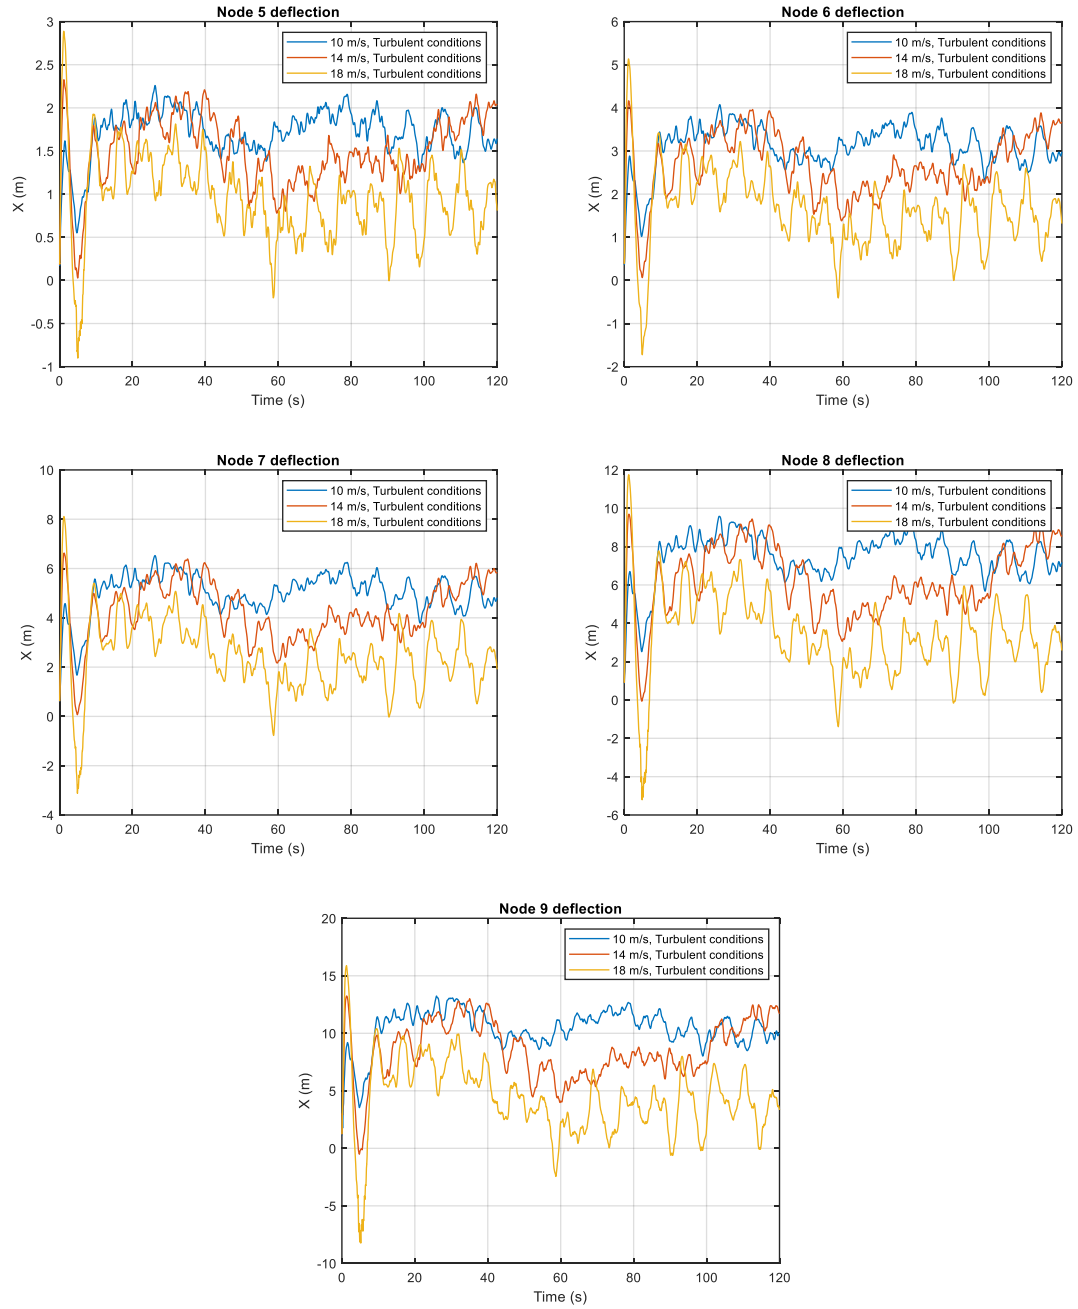 Node 5 deflection
3
2.5
2
1.5
1
0.5
0
-0.5
-1
X (m)
10 m/s, Turbulent conditions
14 m/s, Turbulent conditions
18 m/s, Turbulent conditions
0 20 40 60 80 100 120
Time (s)
Node 6 deflection
6
5
4
3
2
1
0
-1
-2
X (m)
10 m/s, Turbulent conditions
14 m/s, Turbulent conditions
18 m/s, Turbulent conditions
0 20 40 60 80 100 120
Time (s)
Node 7 deflection
10
8
6
4
2
0
-2
-4
X (m)
10 m/s, Turbulent conditions
14 m/s, Turbulent conditions
18 m/s, Turbulent conditions
0 20 40 60 80 100 120
Time (s)
Node 8 deflection
12
10
8
6
4
2
0
-2
-4
-6
X (m)
10 m/s, Turbulent conditions
14 m/s, Turbulent conditions
18 m/s, Turbulent conditions
0 20 40 60 80 100 120
Time (s)
Node 9 deflection
20
15
10
5
0
-5
-10
X (m)
10 m/s, Turbulent conditions
14 m/s, Turbulent conditions
18 m/s, Turbulent conditions
0 20 40 60 80 100 120
Time (s)